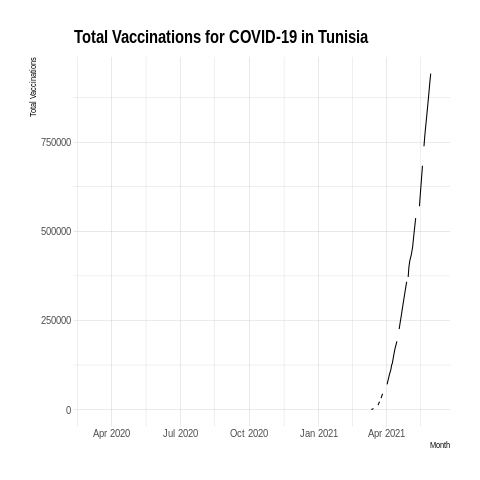 Total Vaccinations for COVID-19 in Tunisia
Total Vaccinations
750000
500000
250000
0
Apr 2020 Jul 2020 Oct 2020 Jan 2021 Apr 2021
Month